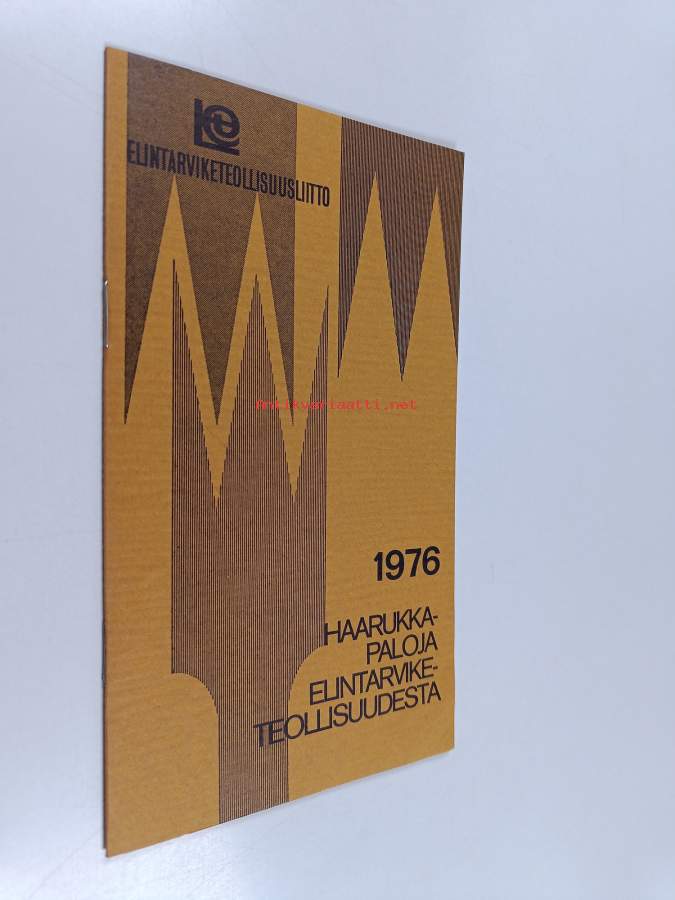 ELINTARVIKETEOLLISUUSLIITTO
antikvariaatti.net
1976
HAARUKKA-
PALOJA
ELINTARVIKE-
TEOLLISUUDESTA